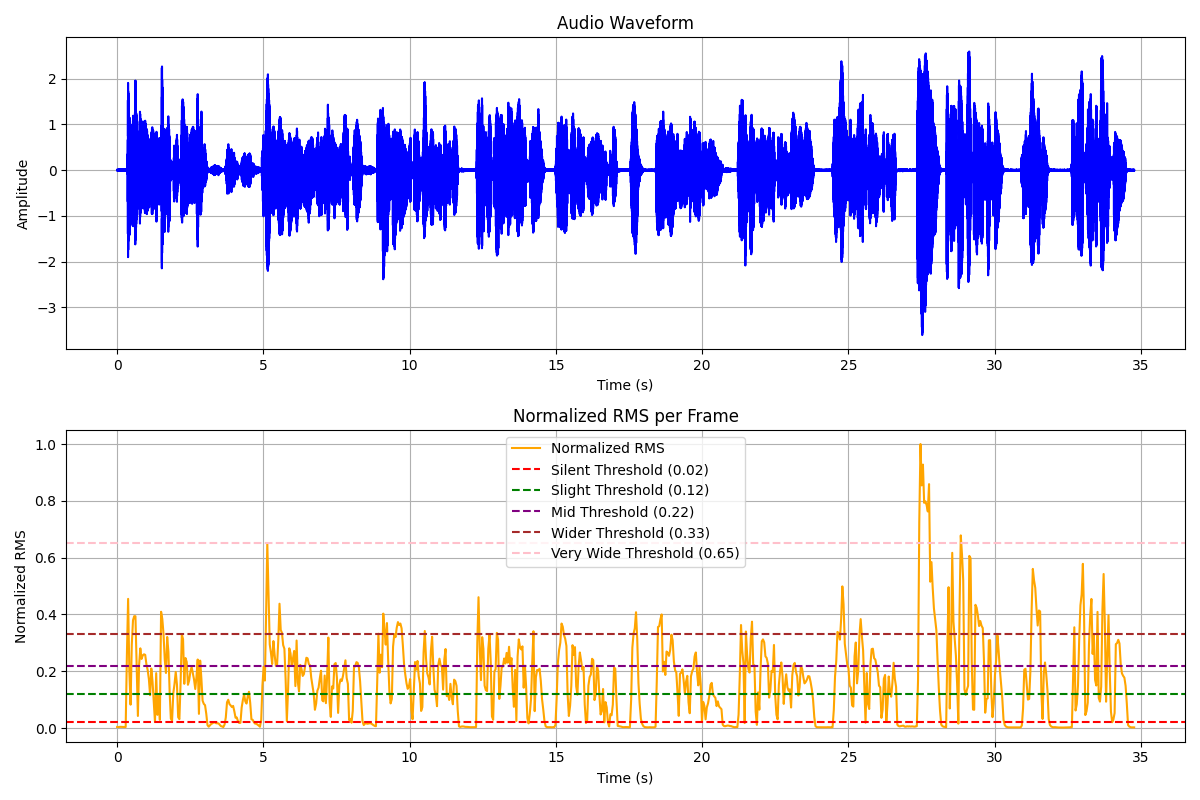 Audio Waveform
2
1
0
−1
−2
−3
Amplitude
0 5 10 15 20 25 30 35
Time (s)
Normalized RMS per Frame
1.0
0.8
0.6
0.4
0.2
0.0
Normalized RMS
Normalized RMS
Silent Threshold (0.02)
Slight Threshold (0.12)
Mid Threshold (0.22)
Wider Threshold (0.33)
Very Wide Threshold (0.65)
0 5 10 15 20 25 30 35
Time (s)